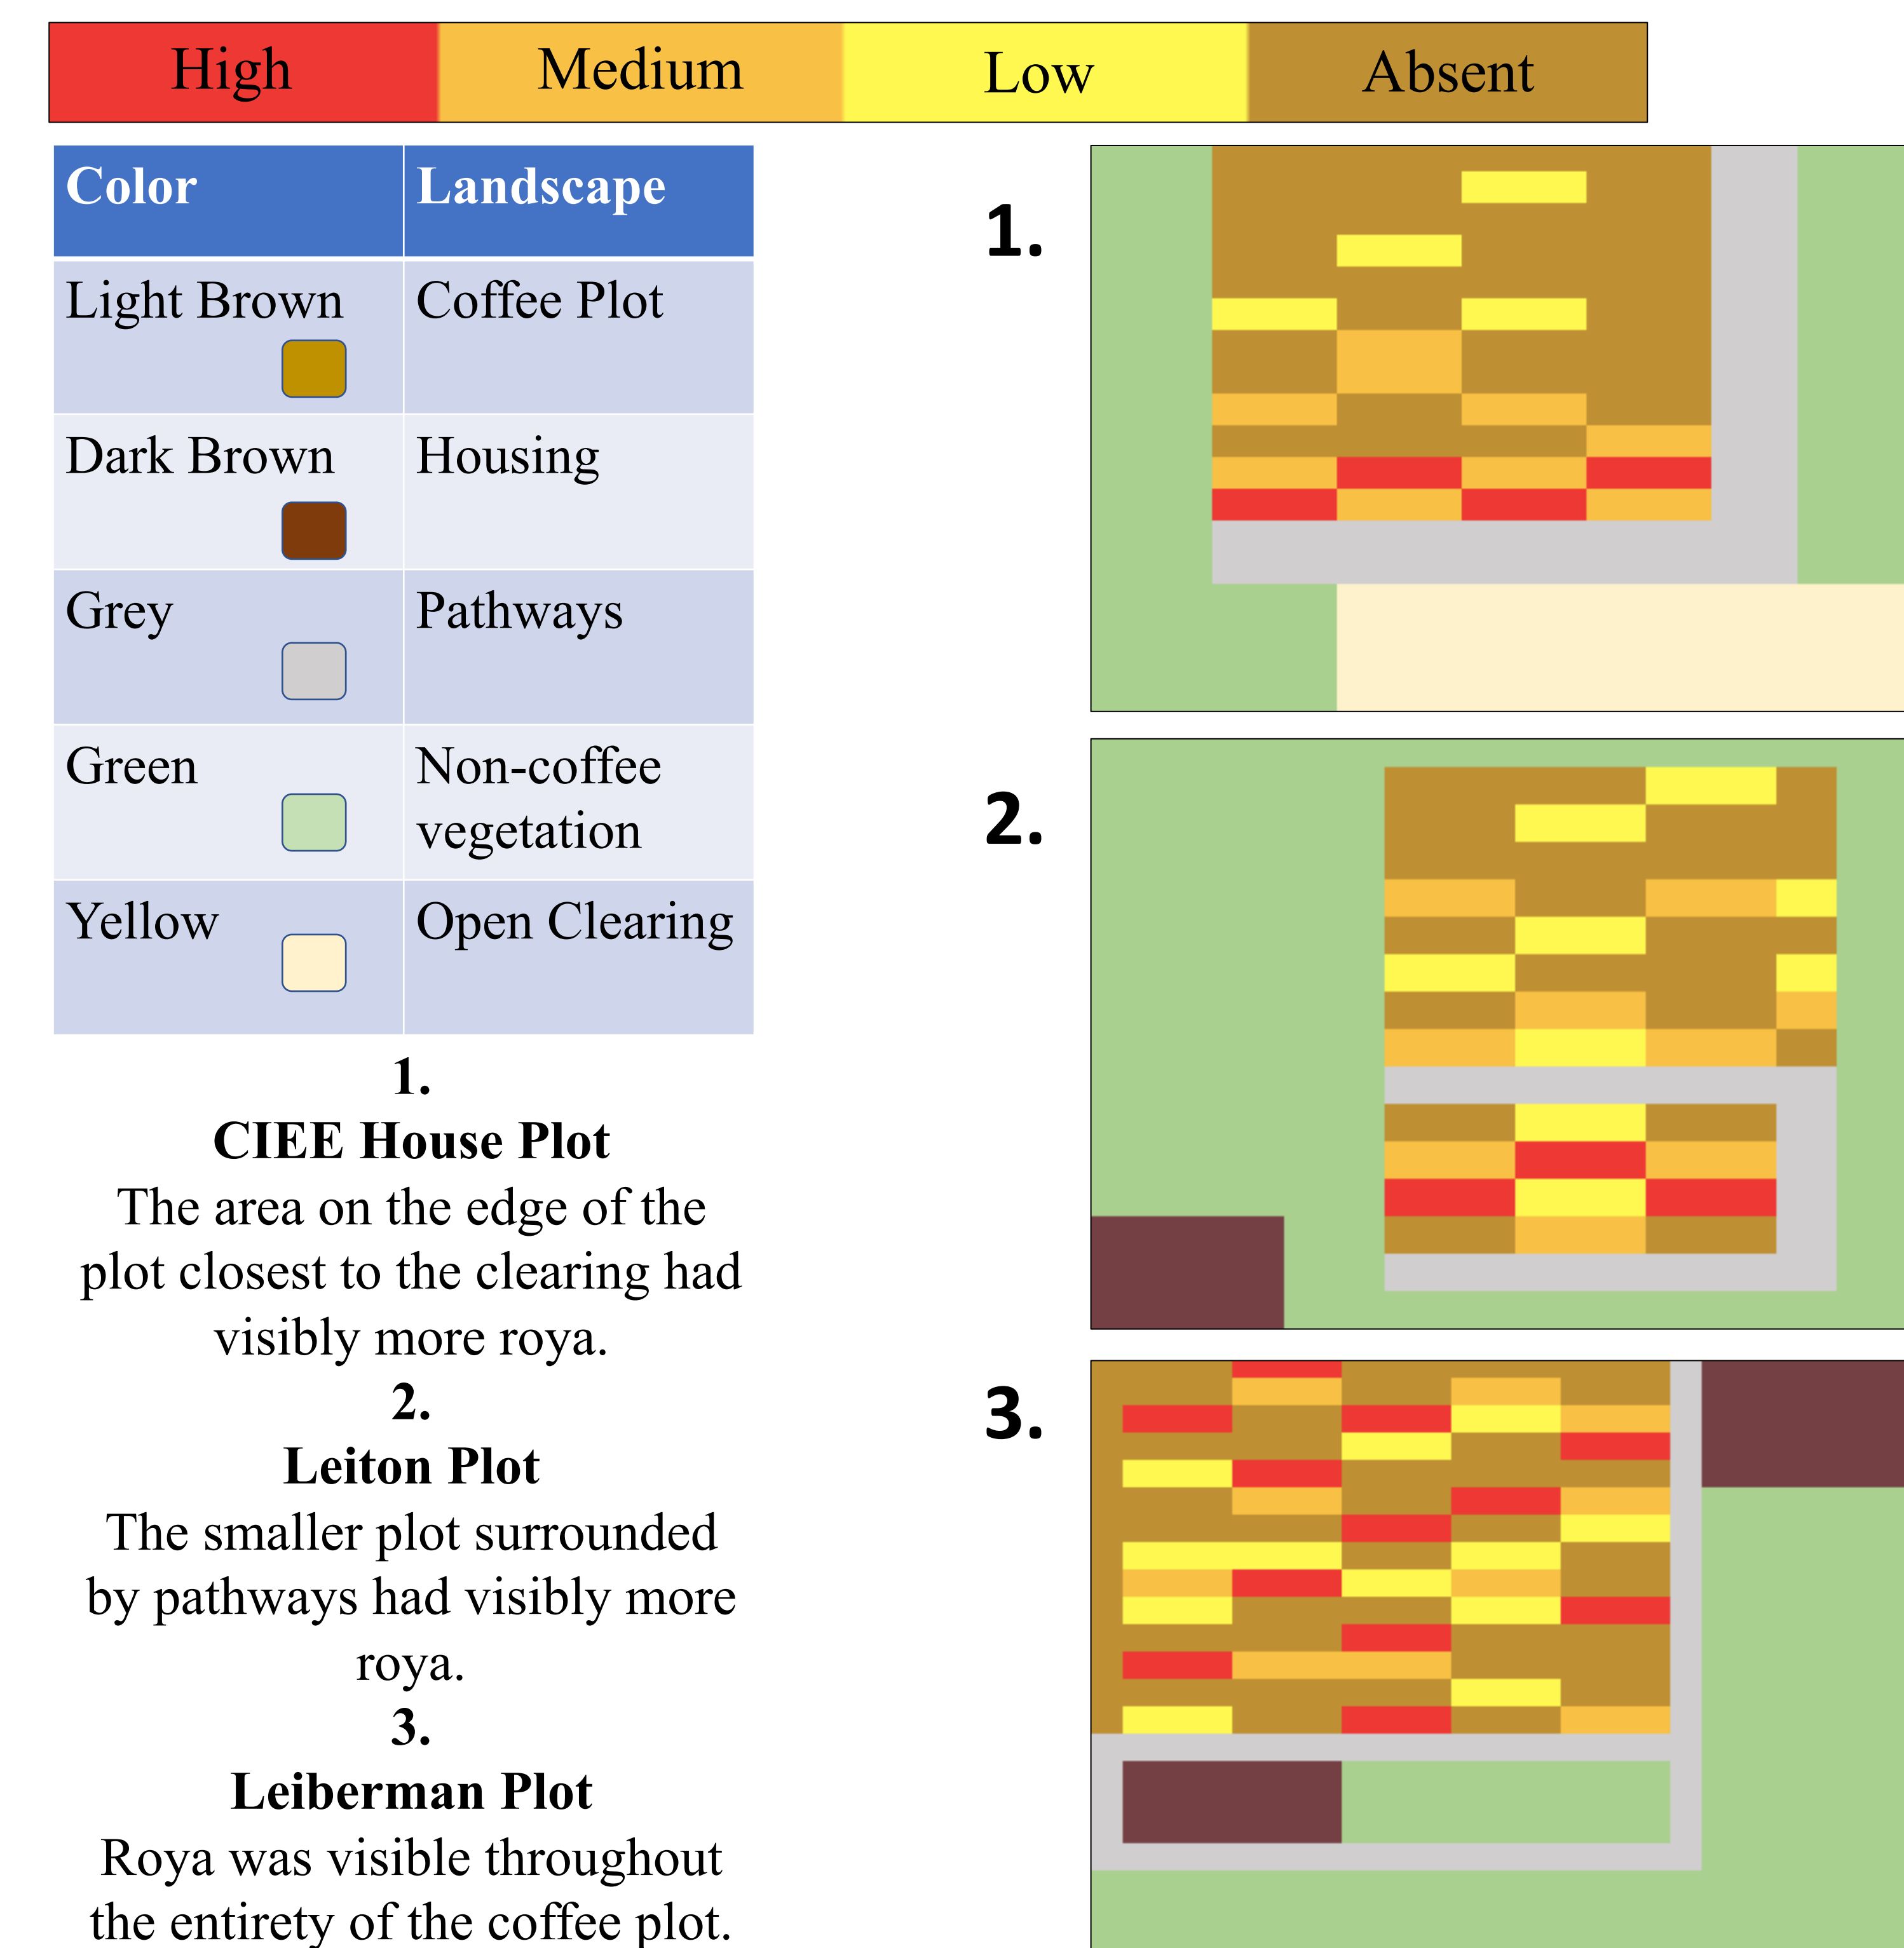 High Medium Low Absent
Color Landscape
Light Brown Coffee Plot
Dark Brown Housing
Grey Pathways
Green Non-coffee
vegetation
Yellow Open Clearing
1.
CIEE House Plot
The area on the edge of the
plot closest to the clearing had
visibly more roya.
2.
Leiton Plot
The smaller plot surrounded
by pathways had visibly more
roya.
3.
Leiberman Plot
Roya was visible throughout
the entirety of the coffee plot.
1.
2.
3.